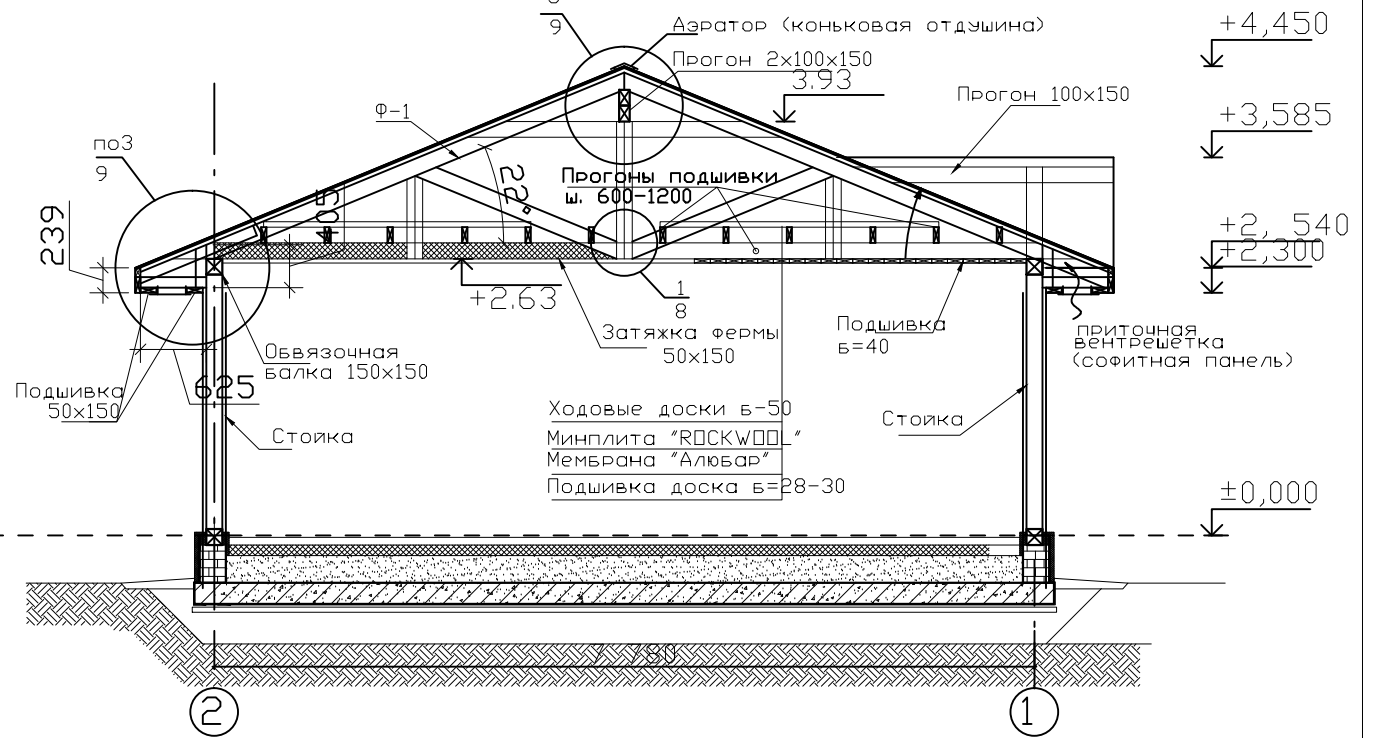 9
Аэратор (коньковая отдушина)
+4,450
Прогон 2х100х150
3.93
Прогон 100х150
Ф-1
+3,585
по3
9
Прогоны подшивки
ш. 600-1200
22°
405
239
+2,540
+2,300
+2.63
1
8
Затяжка фермы
50х150
Подшивка
Б=40
приточная
вентрешетка
(софитная панель)
Обвязочная
балка 150х150
625
Подшивка
50х150
Стойка
Стойка
Ходовые доски Б-50
Минплита "ROCKWOOL"
Мембрана "Алюбар"
Подшивка доска Б=28-30
±0,000
7 780
2
1